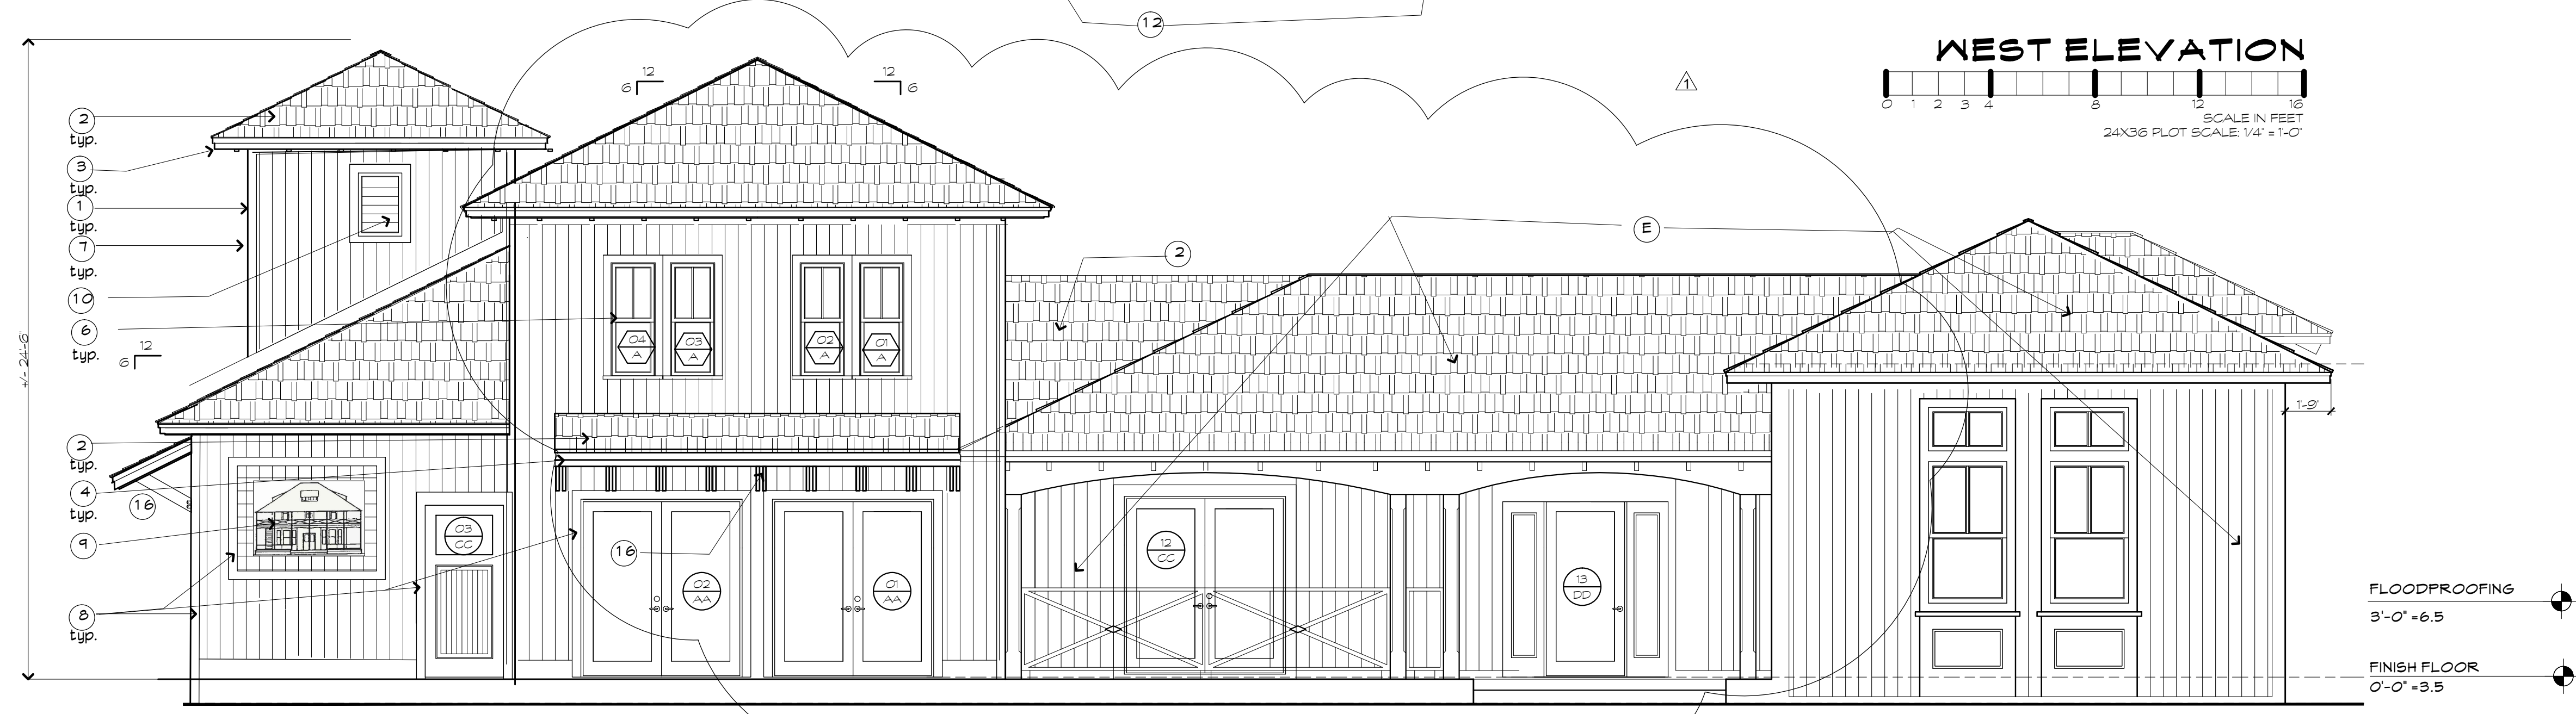 12
WEST ELEVATION
0 1 2 3 4 8 12 16
SCALE IN FEET
24X36 PLOT SCALE: 1/4" = 1'-0"
1
12
6
12
6
2
typ.
3
typ.
1
typ.
7
typ.
10
6
typ.
12
6
+/- 24'-6"
2
E
04
A
03
A
02
A
01
A
1'-9"
2
typ.
4
typ.
16
9
8
typ.
03
CC
16
02
AA
01
AA
12
CC
13
DD
FLOODPROOFING
3'-0" =6.5
FINISH FLOOR
0'-0" =3.5